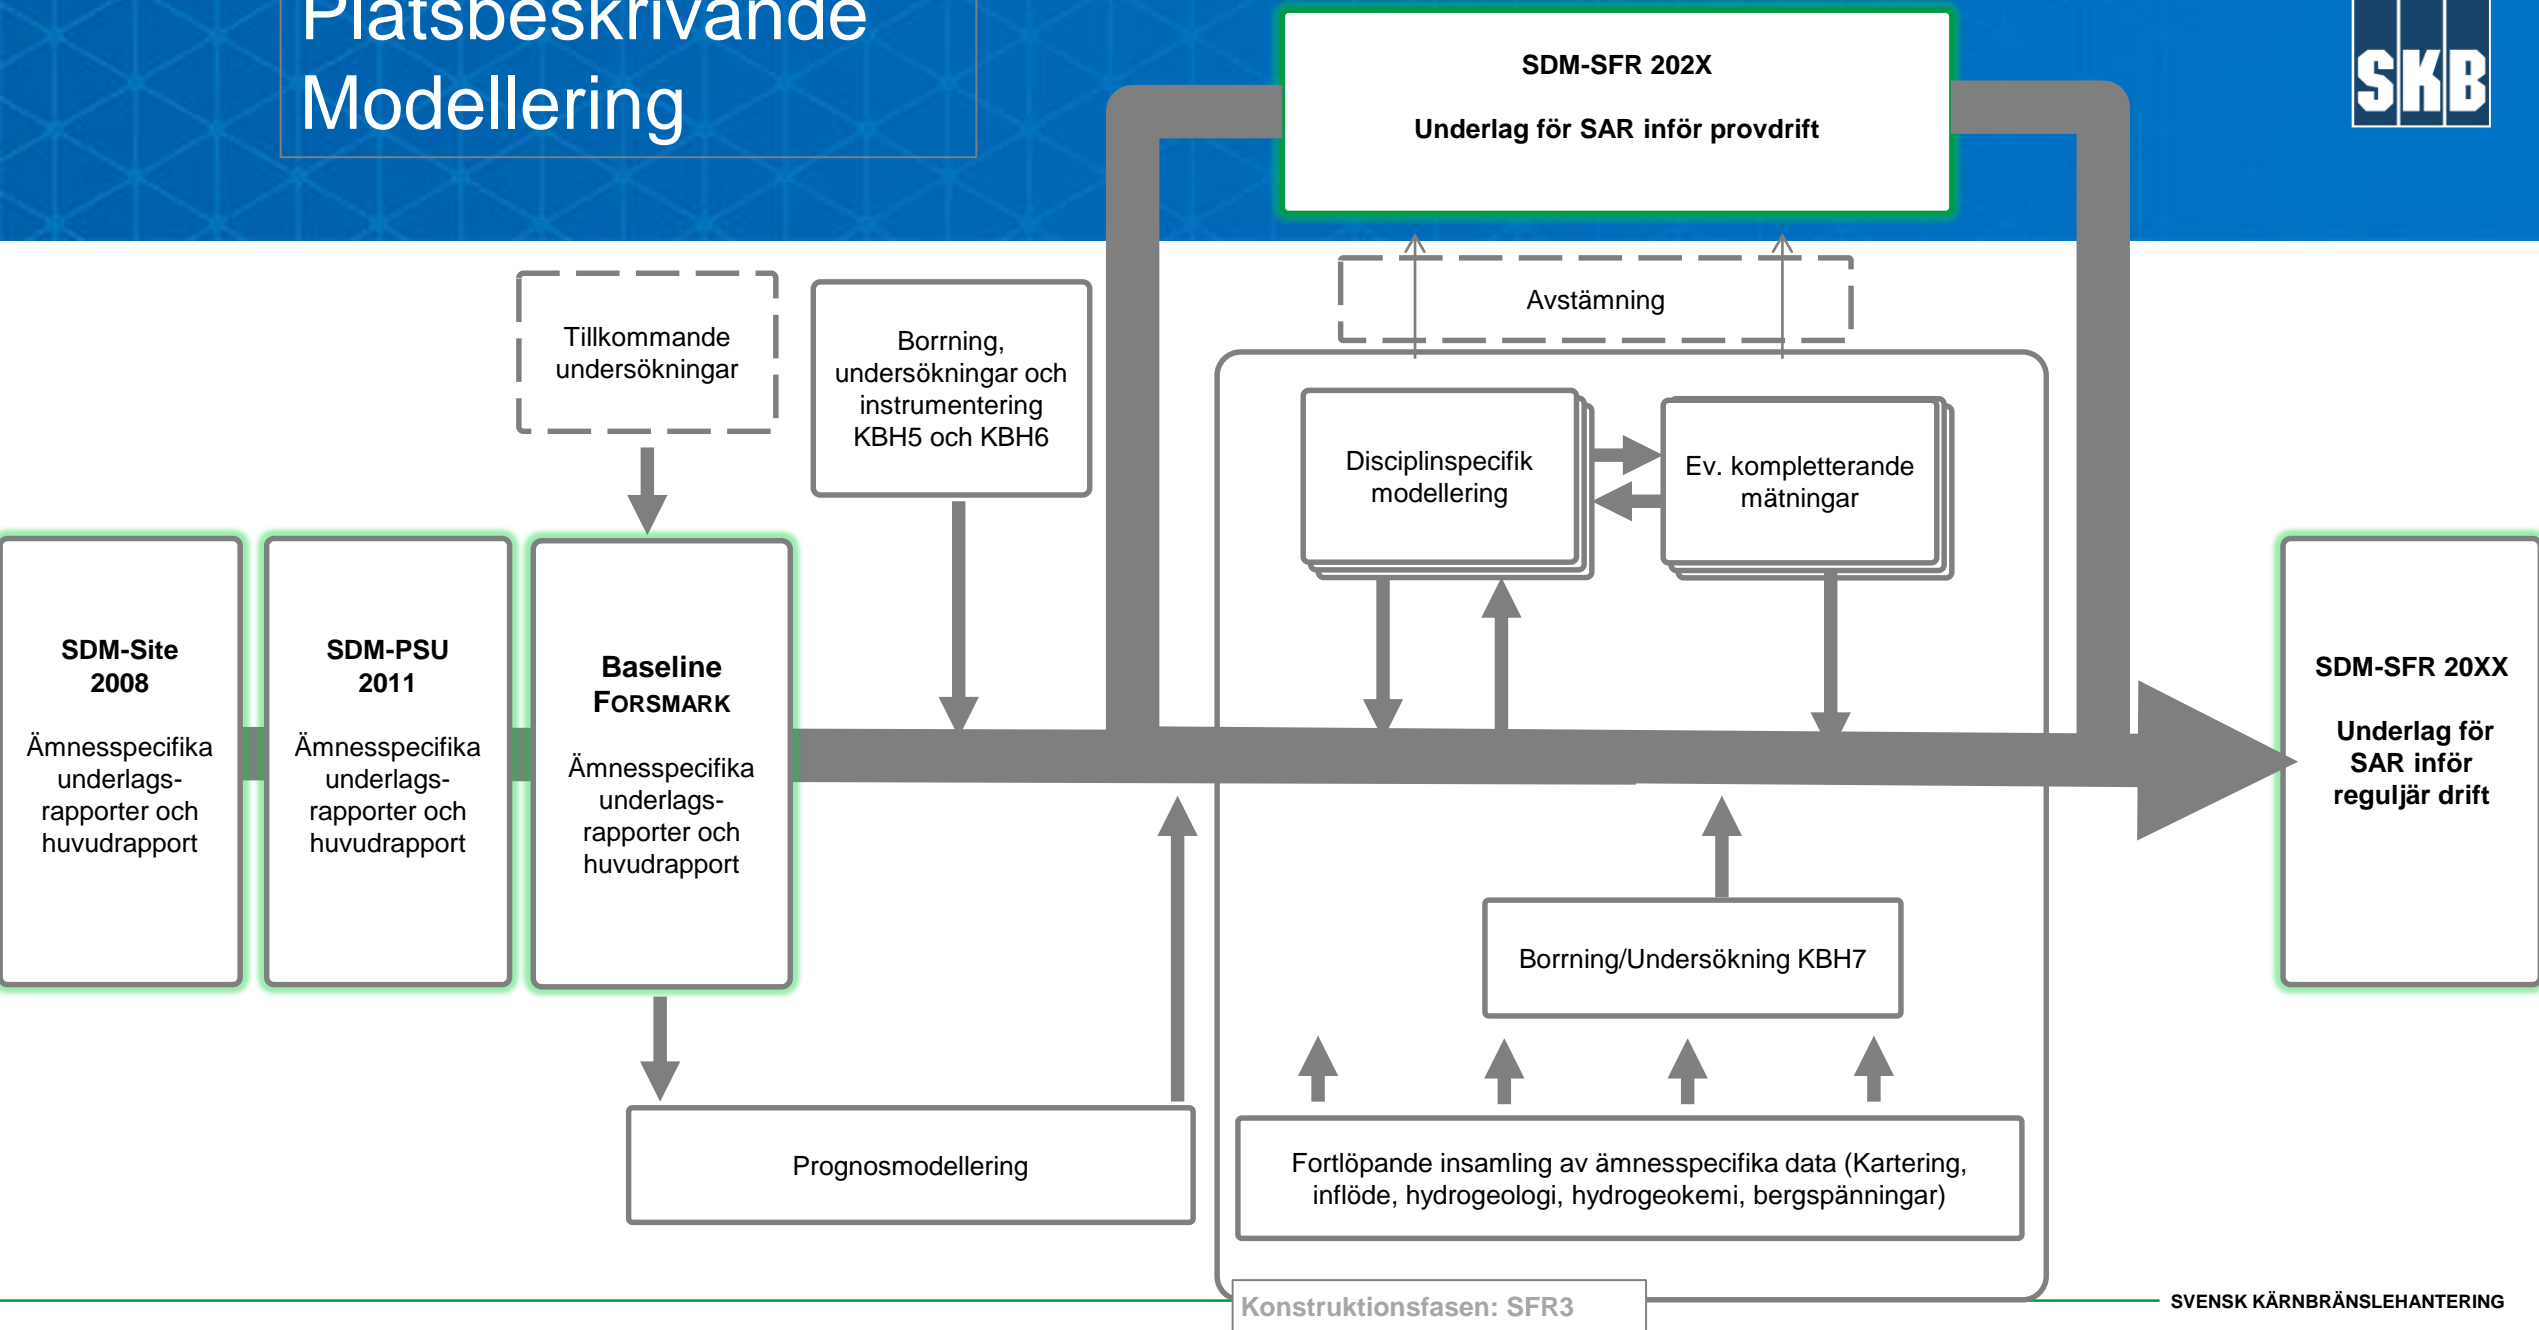 Platsbeskrivande
Modellering
SDM-SFR 202X
Underlag för SAR inför provdrift
SKB
Tillkommande
undersökningar
Borrning,
undersökningar och
instrumentering
KBH5 och KBH6
Avstämning
Disciplinspecifik
modellering
Ev. kompletterande
mätningar
SDM-Site
2008
Ämnesspecifika
underlags-
rapporter och
huvudrapport
SDM-PSU
2011
Ämnesspecifika
underlags-
rapporter och
huvudrapport
Baseline
FORSMARK
Ämnesspecifika
underlags-
rapporter och
huvudrapport
SDM-SFR 20XX
Underlag för
SAR inför
reguljär drift
Borrning/Undersökning KBH7
Prognosmodellering
Fortlöpande insamling av ämnesspecifika data (Kartering,
inflöde, hydrogeologi, hydrogeokemi, bergspänningar)
Konstruktionsfasen: SFR3
SVENSK KÄRNBRÄNSLEHANTERING